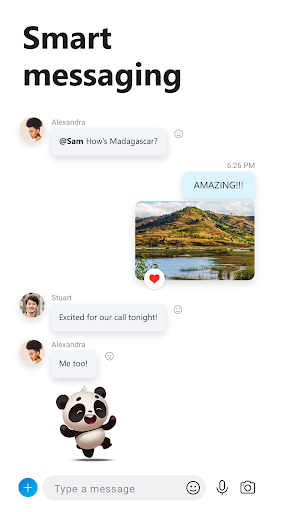 Smart
messaging
Alexandra
@Sam How's Madagascar?
6:26 PM
AMAZING!!!
Stuart
Excited for our call tonight!
Alexandra
Me too!
Type a message